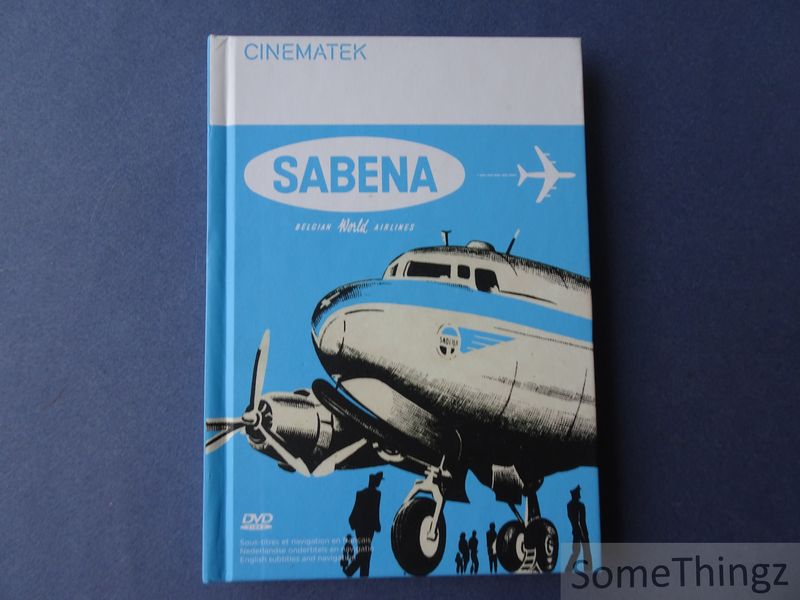 CINEMATEK
SABENA
BELGIAN World AIRLINES
SABENA
DVD
VIDEO
Sous-titres et navigation en français
Nederlandse ondertitels en navigatie
English subtitles and navigation
SomeThingz